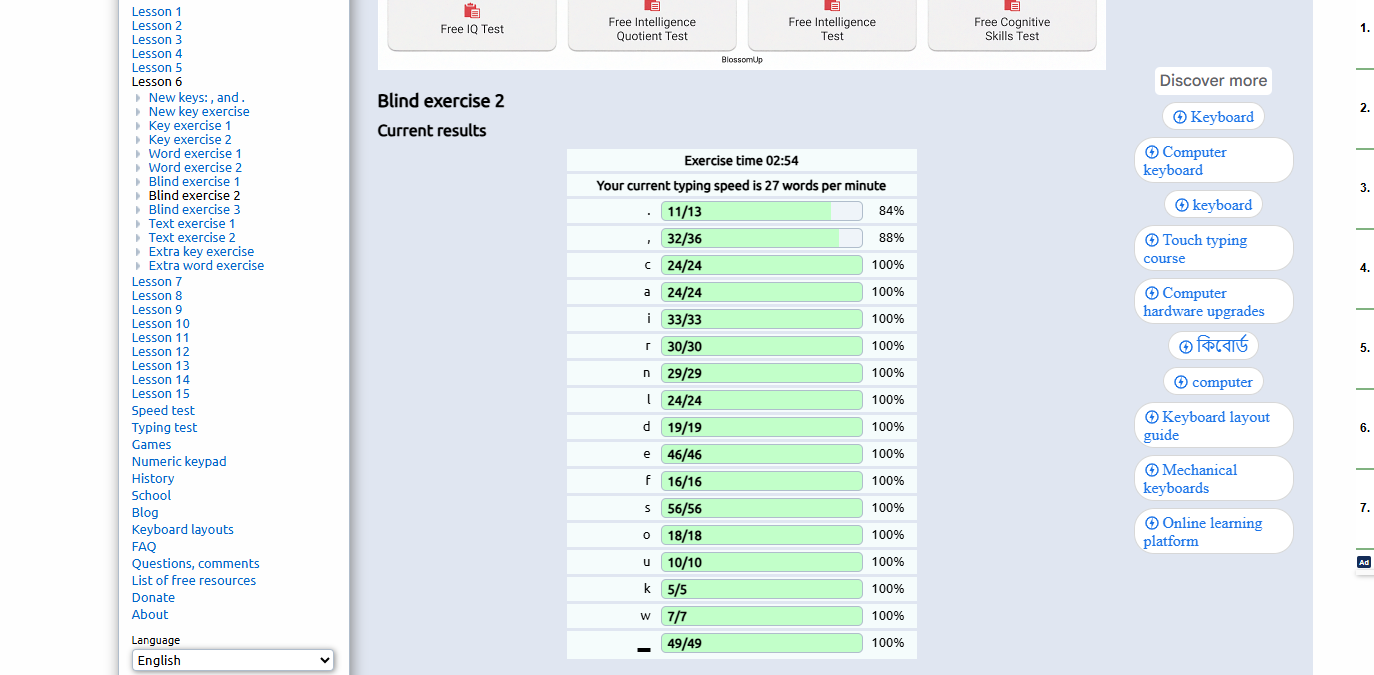 Lesson 1
Lesson 2
Lesson 3
Lesson 4
Lesson 5
Lesson 6
New keys: , and .
New key exercise
Key exercise 1
Key exercise 2
Word exercise 1
Word exercise 2
Blind exercise 1
Blind exercise 2
Blind exercise 3
Text exercise 1
Text exercise 2
Extra key exercise
Extra word exercise
Lesson 7
Lesson 8
Lesson 9
Lesson 10
Lesson 11
Lesson 12
Lesson 13
Lesson 14
Lesson 15
Speed test
Typing test
Games
Numeric keypad
History
School
Blog
Keyboard layouts
FAQ
Questions, comments
List of free resources
Donate
About
Language
English
Free IQ Test
Free Intelligence
Quotient Test
Free Intelligence
Test
Free Cognitive
Skills Test
BlossomUp
Blind exercise 2
Current results
Exercise time 02:54
Your current typing speed is 27 words per minute
. 11/13 84%
, 32/36 88%
c 24/24 100%
a 24/24 100%
i 33/33 100%
r 30/30 100%
n 29/29 100%
l 24/24 100%
d 19/19 100%
e 46/46 100%
f 16/16 100%
s 56/56 100%
o 18/18 100%
u 10/10 100%
k 5/5 100%
w 7/7 100%
_ 49/49 100%
Discover more
Keyboard
Computer
keyboard
keyboard
Touch typing
course
Computer
hardware upgrades
কিবোর্ড
computer
Keyboard layout
guide
Mechanical
keyboards
Online learning
platform
1.
2.
3.
4.
5.
6.
7.
Ad